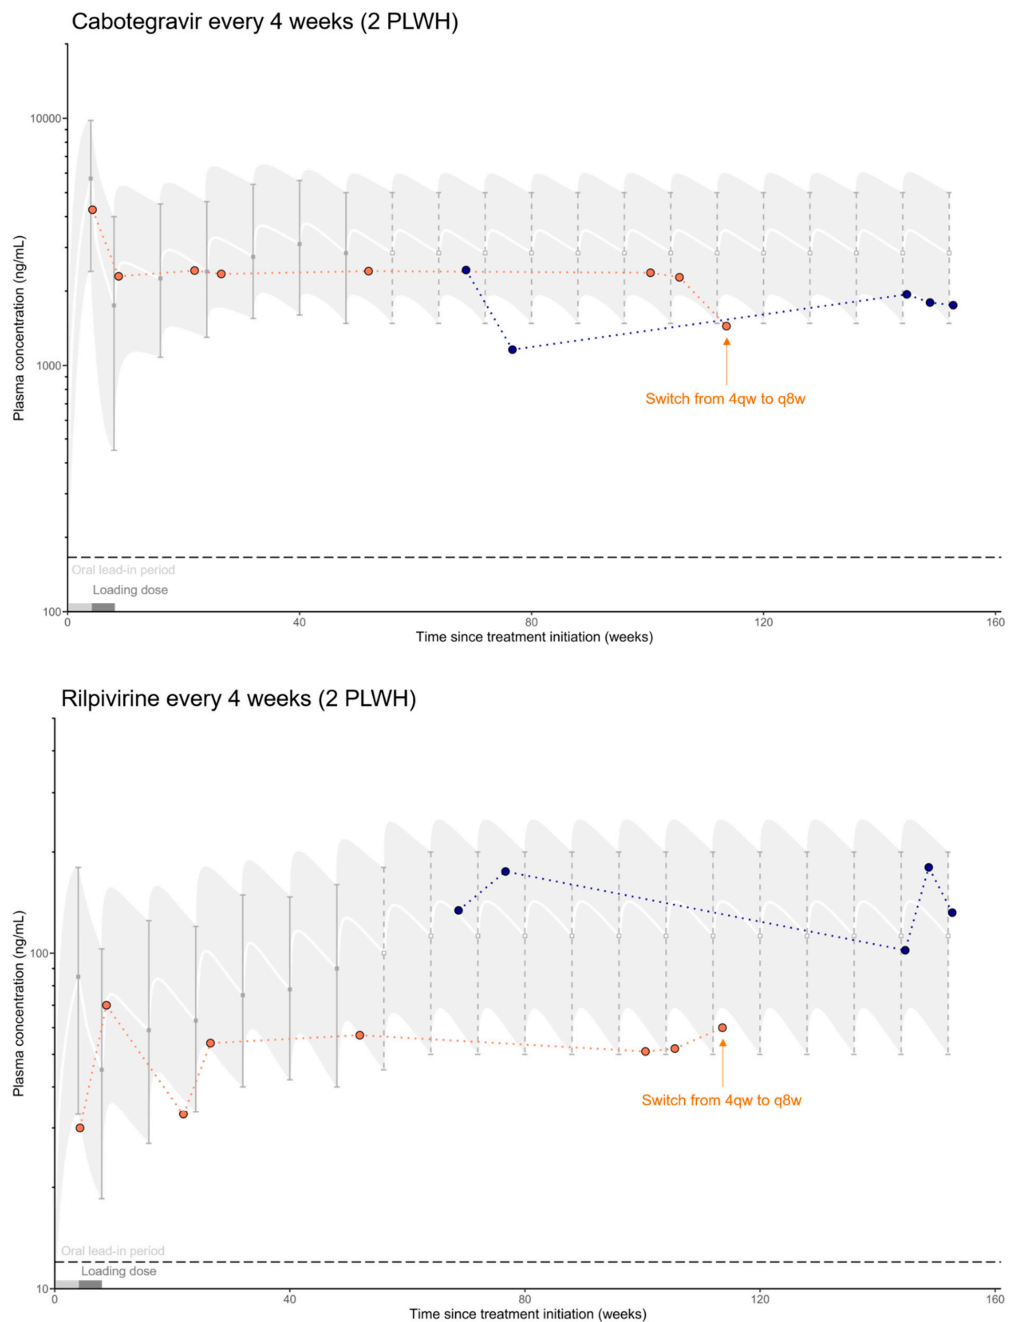 Cabotegravir every 4 weeks (2 PLWH)
10000
1000
100
Plasma concentration (ng/mL)
Switch from 4qw to q8w
Oral lead-in period
Loading dose
0
40
80
120
160
Time since treatment initiation (weeks)
Rilpivirine every 4 weeks (2 PLWH)
100
10
Plasma concentration (ng/mL)
Switch from 4qw to q8w
Oral lead-in period
Loading dose
0
40
80
120
160
Time since treatment initiation (weeks)